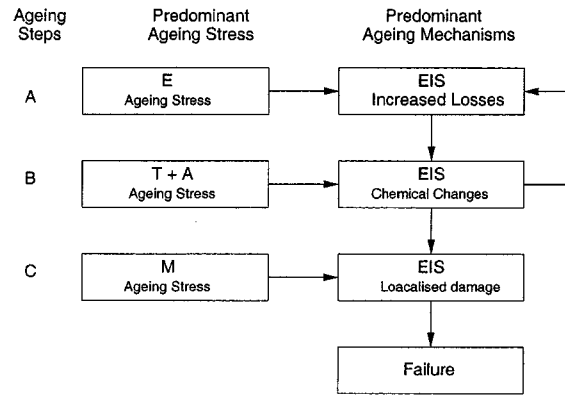 Ageing Steps
Predominant Ageing Stress
Predominant Ageing Mechanisms
A
E
Ageing Stress
EIS
Increased Losses
B
T + A
Ageing Stress
EIS
Chemical Changes
C
M
Ageing Stress
EIS
Loacalised damage
Failure